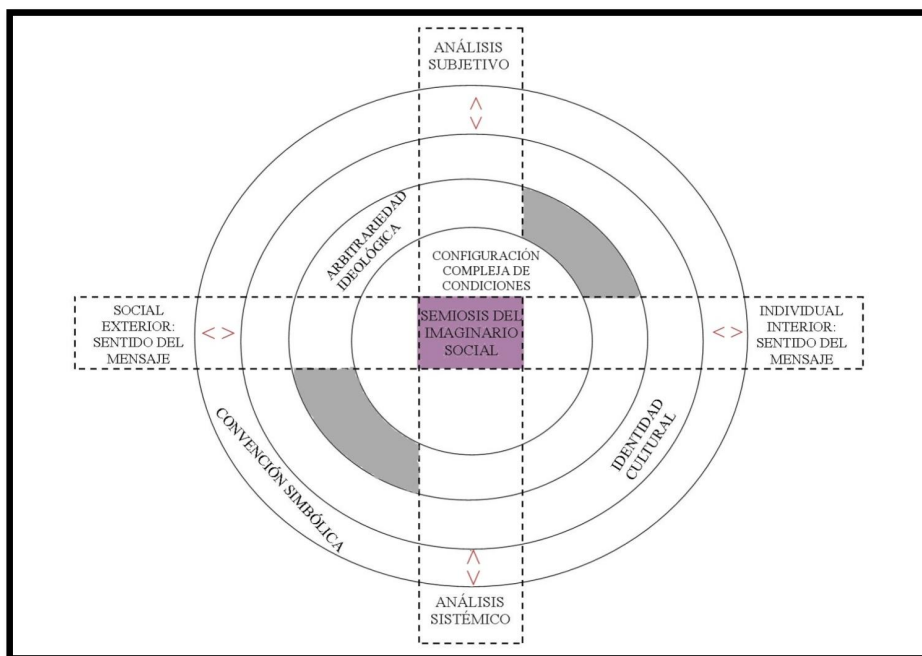 ANÁLISIS
SUBJETIVO
ARBITRARIEDAD
IDEOLÓGICA
CONFIGURACIÓN
COMPLEJA DE
CONDICIONES
SOCIAL
EXTERIOR:
SENTIDO DEL
MENSAJE
SEMIOSIS DEL
IMAGINARIO
SOCIAL
INDIVIDUAL
INTERIOR:
SENTIDO DEL
MENSAJE
CONVENCIÓN SIMBÓLICA
IDENTIDAD
CULTURAL
ANÁLISIS
SISTÉMICO